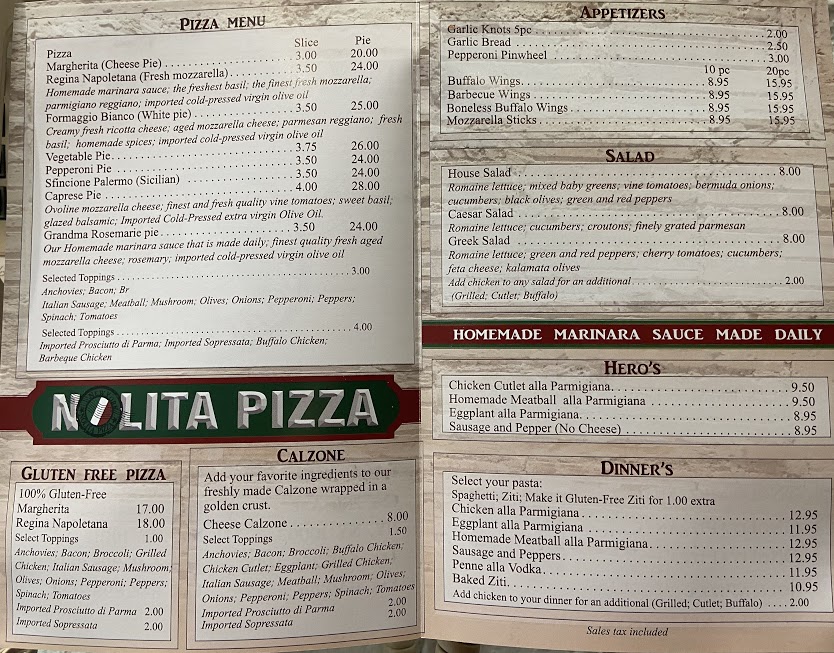 PIZZA MENU
Slice Pie
Pizza
Margherita (Cheese Pie) 3.00 20.00
Regina Napoletana (Fresh mozzarella) 3.50 24.00
Homemade marinara sauce; the freshest basil; the finest fresh mozzarella;
parmigiano reggiano; imported cold-pressed virgin olive oil
Formaggio Bianco (White pie) 3.50 25.00
Creamy fresh ricotta cheese; aged mozzarella cheese; parmesan reggiano; fresh
basil; homemade spices; imported cold-pressed virgin olive oil
Vegetable Pie 3.75 26.00
Pepperoni Pie 3.50 24.00
Sfincione Palermo (Sicilian) 3.50 24.00
Caprese Pie 4.00 28.00
Ovoline mozzarella cheese; finest and fresh quality vine tomatoes; sweet basil;
glazed balsamic; Imported Cold-Pressed extra virgin Olive Oil.
Grandma Rosemarie pie 3.50 24.00
Our Homemade marinara sauce that is made daily; finest quality fresh aged
mozzarella cheese; rosemary; imported cold-pressed virgin olive oil
Selected Toppings 3.00
Anchovies; Bacon; Br
Italian Sausage; Meatball; Mushroom; Olives; Onions; Pepperoni; Peppers;
Spinach; Tomatoes
Selected Toppings 4.00
Imported Prosciuto di Parma; Imported Sopressata; Buffalo Chicken;
Barbeque Chicken
NOLITA PIZZA
GLUTEN FREE PIZZA
100% Gluten-Free
Margherita 17.00
Regina Napoletana 18.00
Select Toppings 1.00
Anchovies; Bacon; Broccoli; Grilled
Chicken; Italian Sausage; Mushroom;
Olives; Onions; Pepperoni; Peppers;
Spinach; Tomatoes
Imported Prosciutto di Parma 2.00
Imported Sopressata 2.00
CALZONE
Add your favorite ingredients to our
freshly made Calzone wrapped in a
golden crust.
Cheese Calzone 8.00
Select Toppings 1.50
Anchovies; Bacon; Broccoli; Buffalo Chicken;
Chicken Cutlet; Eggplant; Grilled Chicken;
Italian Sausage; Meatball; Mushroom; Olives;
Onions; Pepperoni; Peppers; Spinach; Tomatoes
Imported Prosciutto di Parma 2.00
Imported Sopressata 2.00
APPETIZERS
Garlic Knots 5pc 2.00
Garlic Bread 2.50
Pepperoni Pinwheel 3.00
10 pc 20pc
Buffalo Wings 8.95 15.95
Barbecue Wings 8.95 15.95
Boneless Buffalo Wings 8.95 15.95
Mozzarella Sticks 8.95 15.95
SALAD
House Salad 8.00
Romaine lettuce; mixed baby greens; vine tomatoes; bermuda onions;
cucumbers; black olives; green and red peppers
Caesar Salad 8.00
Romaine lettuce; cucumbers; croutons; finely grated parmesan
Greek Salad 8.00
Romaine lettuce; green and red peppers; cherry tomatoes; cucumbers;
feta cheese; kalamata olives
Add chicken to any salad for an additional 2.00
(Grilled; Cutlet; Buffalo)
HOMEMADE MARINARA SAUCE MADE DAILY
HERO'S
Chicken Cutlet alla Parmigiana 9.50
Homemade Meatball alla Parmigiana 9.50
Eggplant alla Parmigiana 8.95
Sausage and Pepper (No Cheese) 8.95
DINNER'S
Select your pasta:
Spaghetti; Ziti; Make it Gluten-Free Ziti for 1.00 extra
Chicken alla Parmigiana 12.95
Eggplant alla Parmigiana 11.95
Homemade Meatball alla Parmigiana 12.95
Sausage and Peppers 12.95
Penne alla Vodka 11.95
Baked Ziti 10.95
Add chicken to your dinner for an additional (Grilled; Cutlet; Buffalo) 2.00
Sales tax included